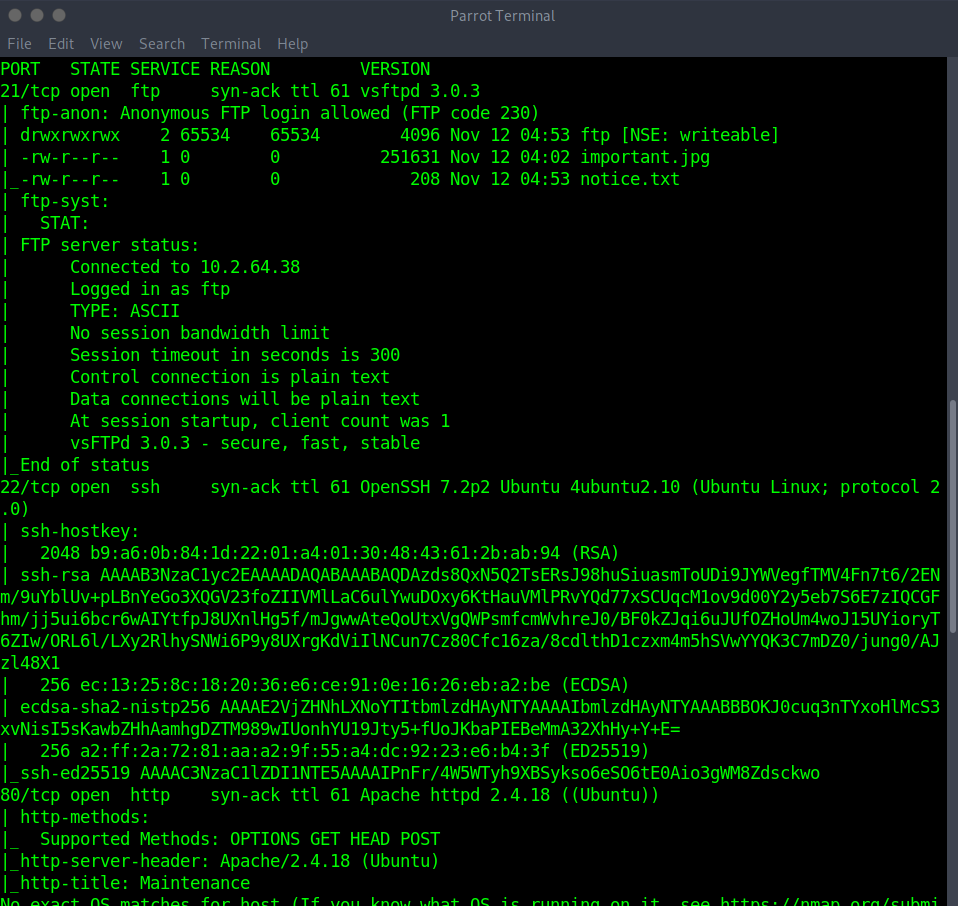 Parrot Terminal
File Edit View Search Terminal Help
PORT   STATE SERVICE REASON         VERSION
21/tcp open  ftp     syn-ack ttl 61 vsftpd 3.0.3
| ftp-anon: Anonymous FTP login allowed (FTP code 230)
| drwxrwxrwx    2 65534    65534        4096 Nov 12 04:53 ftp [NSE: writeable]
| -rw-r--r--    1 0        0          251631 Nov 12 04:02 important.jpg
|_-rw-r--r--    1 0        0             208 Nov 12 04:53 notice.txt
| ftp-syst:
|   STAT:
| FTP server status:
|      Connected to 10.2.64.38
|      Logged in as ftp
|      TYPE: ASCII
|      No session bandwidth limit
|      Session timeout in seconds is 300
|      Control connection is plain text
|      Data connections will be plain text
|      At session startup, client count was 1
|      vsFTPd 3.0.3 - secure, fast, stable
|_End of status
22/tcp open  ssh     syn-ack ttl 61 OpenSSH 7.2p2 Ubuntu 4ubuntu2.10 (Ubuntu Linux; protocol 2
.0)
| ssh-hostkey:
|   2048 b9:a6:0b:84:1d:22:01:a4:01:30:48:43:61:2b:ab:94 (RSA)
| ssh-rsa AAAAB3NzaC1yc2EAAAADAQABAAABAQDAzds8QxN5Q2TsERsJ98huSiuasmToUDi9JYWVegfTMV4Fn7t6/2EN
m/9uYblUv+pLBnYeGo3XQGV23foZIIVMlLaC6ulYwuDOxy6KtHauVMlPRvYQd77xSCUqcM1ov9d00Y2y5eb7S6E7zIQCGF
hm/jj5ui6bcr6wAIYtfpJ8UXnlHg5f/mJgwwAteQoUtxVgQWPsmfcmWvhreJ0/BF0kZJqi6uJUfOZHoUm4woJ15UYioryT
6ZIw/ORL6l/LXy2RlhySNWi6P9y8UXrgKdViIlNCun7Cz80Cfc16za/8cdlthD1czxm4m5hSVwYYQK3C7mDZ0/jung0/AJ
zl48X1
|   256 ec:13:25:8c:18:20:36:e6:ce:91:0e:16:26:eb:a2:be (ECDSA)
| ecdsa-sha2-nistp256 AAAAE2VjZHNhLXNoYTItbmlzdHAyNTYAAAAIbmlzdHAyNTYAAABBBOKJ0cuq3nTYxoHlMcS3
xvNisI5sKawbZHhAamhgDZTM989wIUonhYU19Jty5+fUoJKbaPIEBeMmA32XhHy+Y+E=
|   256 a2:ff:2a:72:81:aa:a2:9f:55:a4:dc:92:23:e6:b4:3f (ED25519)
|_ssh-ed25519 AAAAC3NzaC1lZDI1NTE5AAAAIPnFr/4W5WTyh9XBSykso6eSO6tE0Aio3gWM8Zdsckwo
80/tcp open  http    syn-ack ttl 61 Apache httpd 2.4.18 ((Ubuntu))
| http-methods:
|_  Supported Methods: OPTIONS GET HEAD POST
|_http-server-header: Apache/2.4.18 (Ubuntu)
|_http-title: Maintenance
No exact OS matches for host (If you know what OS is running on it, see https://nmap.org/submi